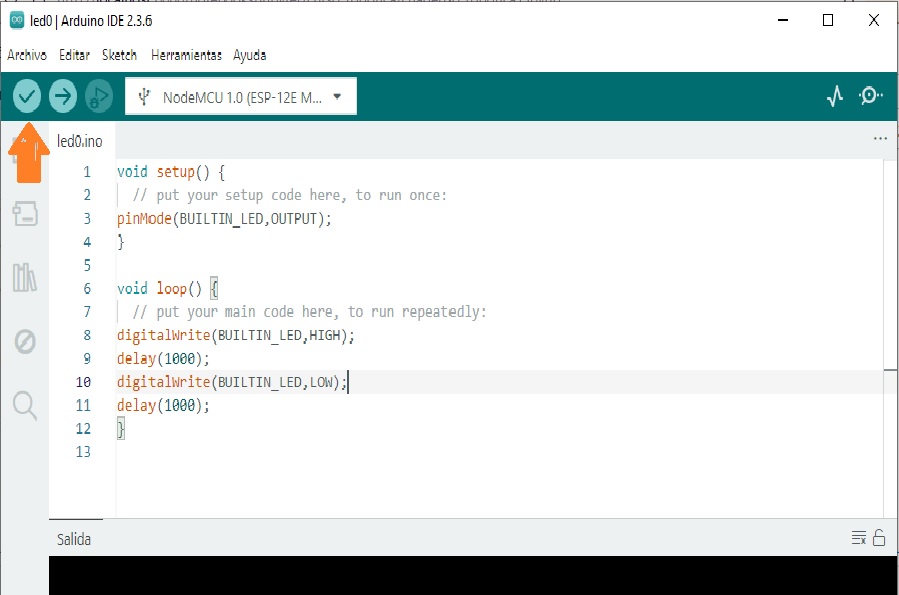 led0 | Arduino IDE 2.3.6
Archivo Editar Sketch Herramientas Ayuda
NodeMCU 1.0 (ESP-12E M...
led0.ino
1 void setup() {
2 // put your setup code here, to run once:
3 pinMode(BUILTIN_LED,OUTPUT);
4 }
5
6 void loop() {
7 // put your main code here, to run repeatedly:
8 digitalWrite(BUILTIN_LED,HIGH);
9 delay(1000);
10 digitalWrite(BUILTIN_LED,LOW);
11 delay(1000);
12 }
13
Salida